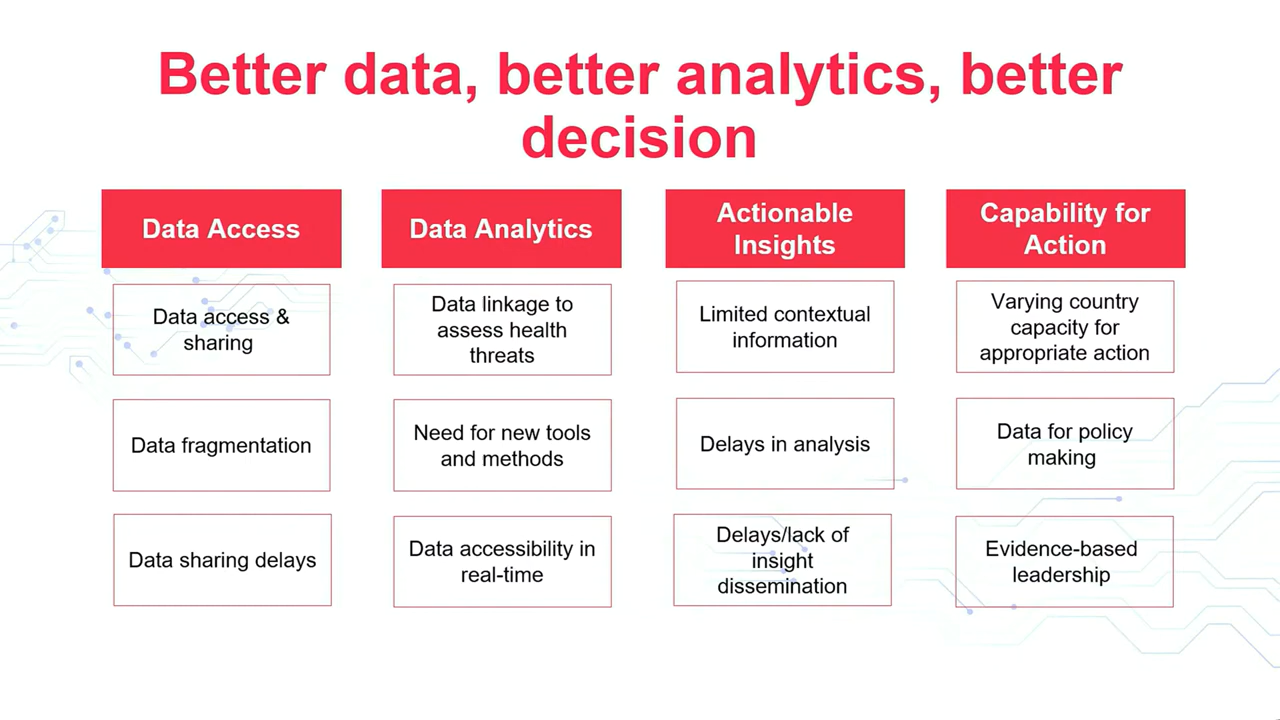 Better data, better analytics, better
decision
Data Access
Data access &
sharing
Data fragmentation
Data sharing delays
Data Analytics
Data linkage to
assess health
threats
Need for new tools
and methods
Data accessibility in
real-time
Actionable
Insights
Limited contextual
information
Delays in analysis
Delays/lack of
insight
dissemination
Capability for
Action
Varying country
capacity for
appropriate action
Data for policy
making
Evidence-based
leadership